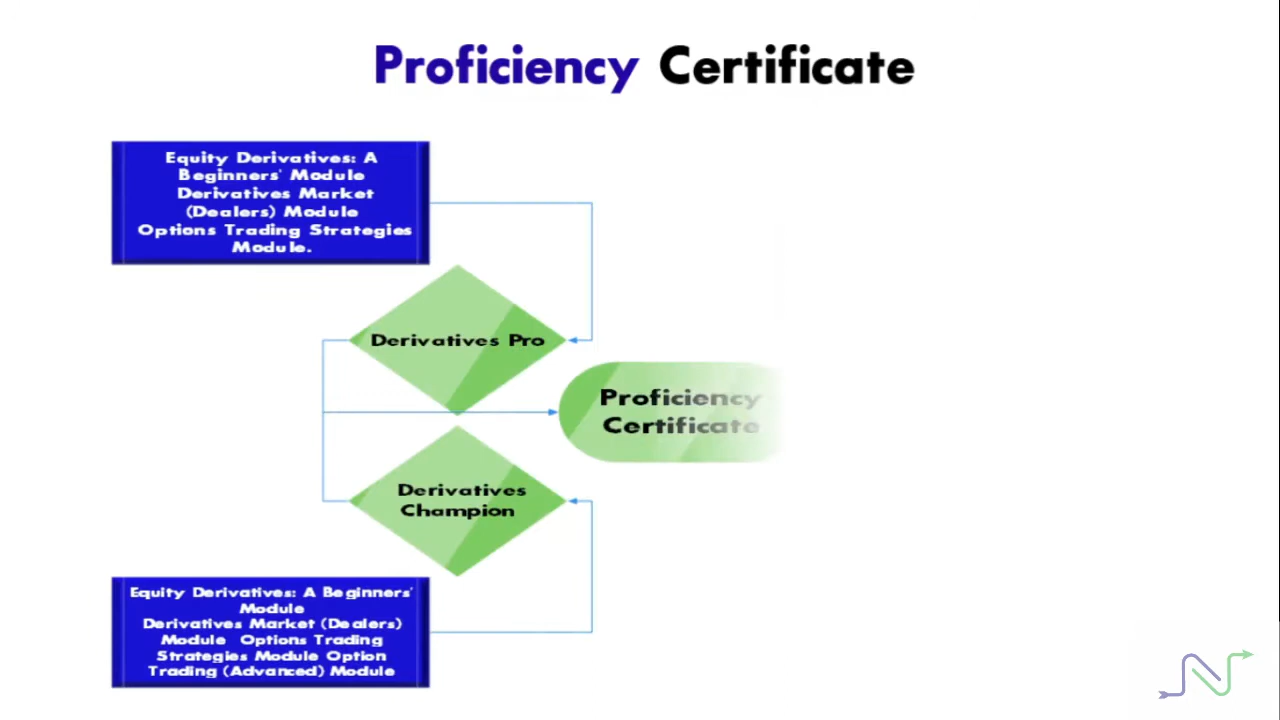 Proficiency Certificate
Equity Derivatives: A
Beginners' Module
Derivatives Market
(Dealers) Module
Options Trading Strategies
Module.
Derivatives Pro
Proficiency
Certificate
Derivatives
Champion
Equity Derivatives: A Beginners'
Module
Derivatives Market (Dealers)
Module Options Trading
Strategies Module Option
Trading (Advanced) Module